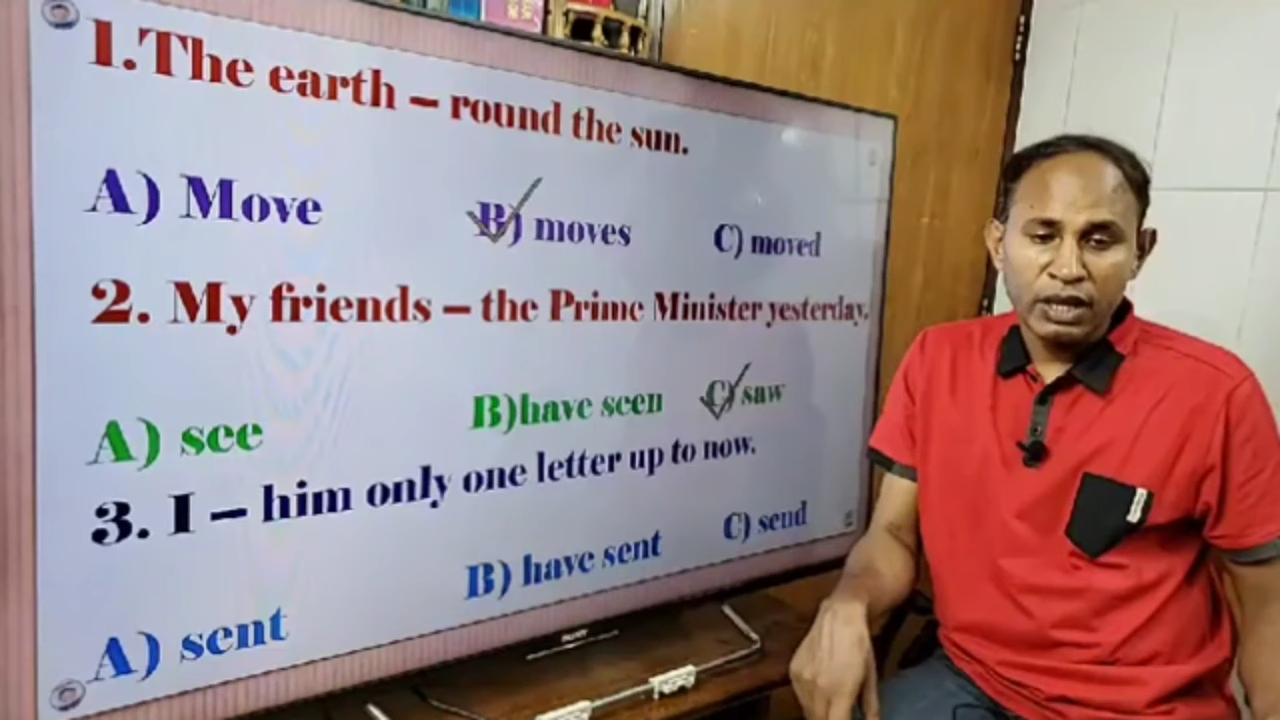 1.The earth – round the sun.
A) Move B) moves C) moved
2. My friends – the Prime Minister yesterday.
A) see B)have seen C) saw
3. I – him only one letter up to now.
A) sent B) have sent C) send